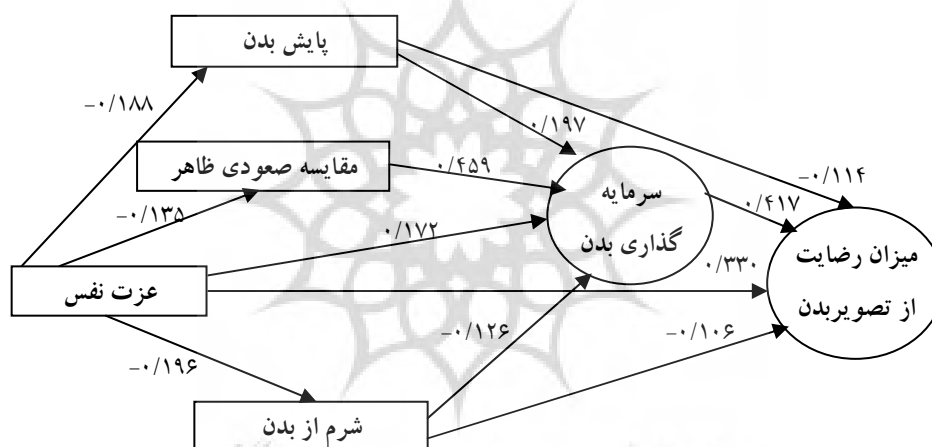 پایش بدن
-۰/۱۸۸
۰/۱۹۷
مقایسه صعودی ظاهر
۰/۴۵۹
-۰/۱۱۴
سرمایه
گذاری بدن
-۰/۱۳۵
۰/۱۷۲
۰/۴۱۷
میزان رضایت
از تصویربدن
عزت نفس
۰/۳۳۰
-۰/۱۲۶
-۰/۱۰۶
-۰/۱۹۶
شرم از بدن